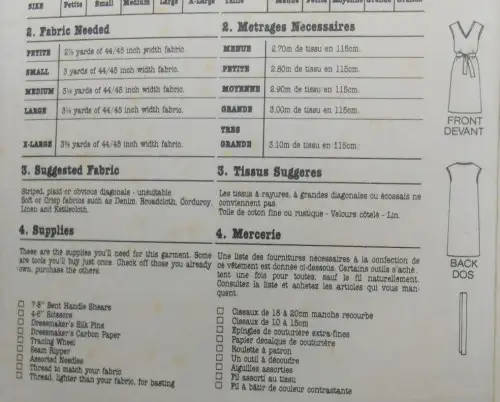 SIZE Petite Small Medium Large X-Large
2. Fabric Needed
PETITE yards of 44/45 inch width fabric.
SMALL 3 yards of 44/45 inch width fabric.
MEDIUM yards of 44/45 inch width fabric.
LARGE yards of 44/45 inch width fabric.
X-LARGE yards of 44/45 inch width fabric.
3. Suggested Fabric
Striped, plaid or obvious diagonals - unsuitable
Soft or Crisp fabrics such as Denim, Broadcloth, Corduroy,
Linen and Kettlecloth.
4. Supplies
These are the supplies you'll need for this garment. Some
are tools you'll buy just once. Check off those you already
own, purchase the others.
7-8" Bent Handle Shears
4-6" Scissors
Dressmaker's Silk Pins
Dressmaker's Carbon Paper
Tracing Wheel
Seam Ripper
Assorted Needles
Thread to match your fabric
Thread, lighter than your fabric, for basting
Taille Menue Petite Moyenne Grande Grande
2. Metrages Necessaires
MENUE 2.70m de tissu en 115cm.
PETITE 2.80m de tissu en 115cm.
MOYENNE 2.90m de tissu en 115cm.
GRANDE 3.00m de tissu en 115cm.
TRES
GRANDE 3.10m de tissu en 115cm.
3. Tissus Suggeres
Les tissus à rayures, à grandes diagonales ou écossais ne
conviennent pas.
Toile de coton fine ou rustique - Velours côtelé - Lin.
4. Mercerie
Une liste des fournitures nécessaires à la confection de
ce vêtement est donnée ci-dessous. Certains outils s'achè-
tent une fois pour toutes, sauf le fil naturellement.
Consultez la liste et achetez les articles qui vous man-
quent.
Ciseaux de 18 à 20cm manche recourbe
Ciseaux de 10 à 15cm
Epingles de couturière extra-fines
Papier décalque de couturière
Roulette à patron
Un outil à découdre
Aiguilles assorties
Fil assorti au tissu
Fil à bâtir de couleur contrastante
FRONT
DEVANT
BACK
DOS